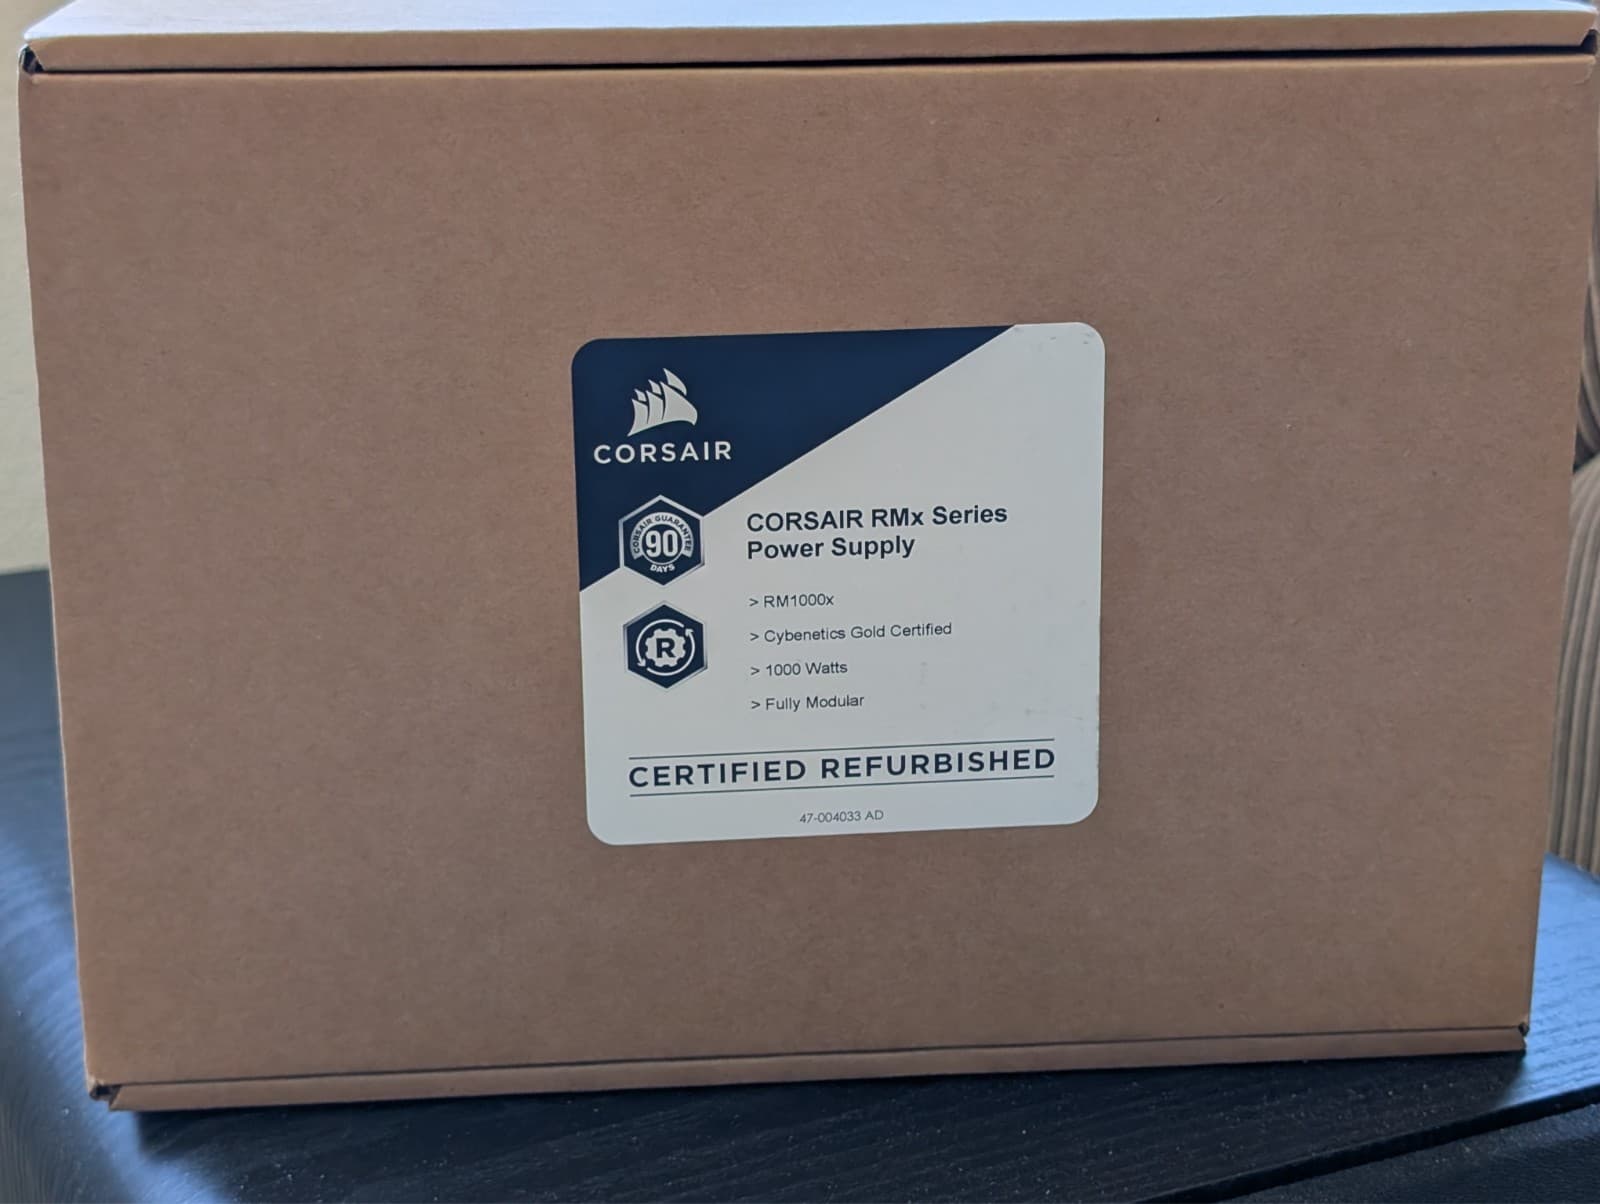 CORSAIR
CORSAIR GUARANTEE
90
DAYS
CORSAIR RMx Series
Power Supply
> RM1000x
> Cybenetics Gold Certified
> 1000 Watts
> Fully Modular
R
CERTIFIED REFURBISHED
47-004033 AD